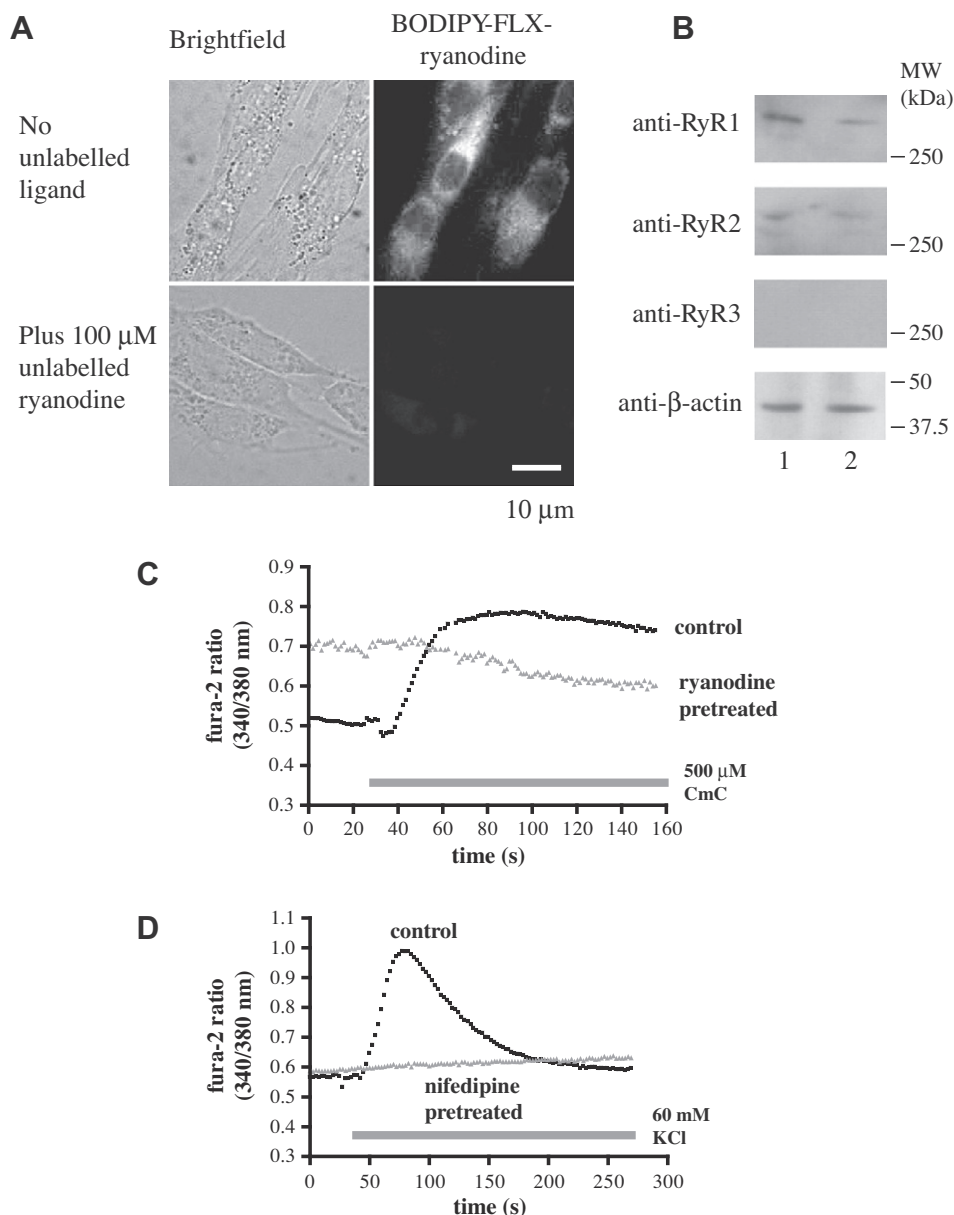 A
Brightfield
BODIPY-FLX-
ryanodine
No
unlabelled
ligand
Plus 100 μM
unlabelled
ryanodine
10 μm
B
MW
(kDa)
anti-RyR1
– 250
anti-RyR2
– 250
anti-RyR3
– 250
anti-β-actin
– 50
– 37.5
1 2
C
fura-2 ratio
(340/380 nm)
0.9
0.8
0.7
0.6
0.5
0.4
0.3
control
ryanodine
pretreated
500 μM
CmC
0 20 40 60 80 100 120 140 160
time (s)
D
fura-2 ratio
(340/380 nm)
1.1
1.0
0.9
0.8
0.7
0.6
0.5
0.4
0.3
control
nifedipine
pretreated
60 mM
KCl
0 50 100 150 200 250 300
time (s)